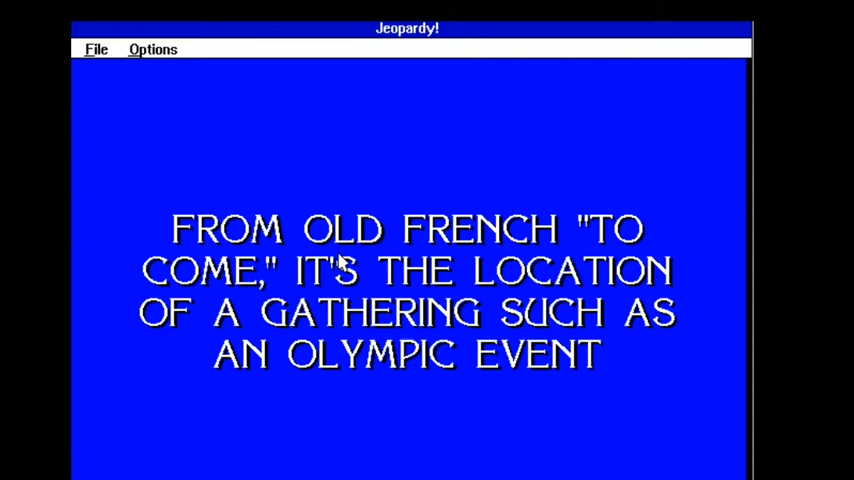 Jeopardy!
File Options
FROM OLD FRENCH "TO
COME," IT'S THE LOCATION
OF A GATHERING SUCH AS
AN OLYMPIC EVENT